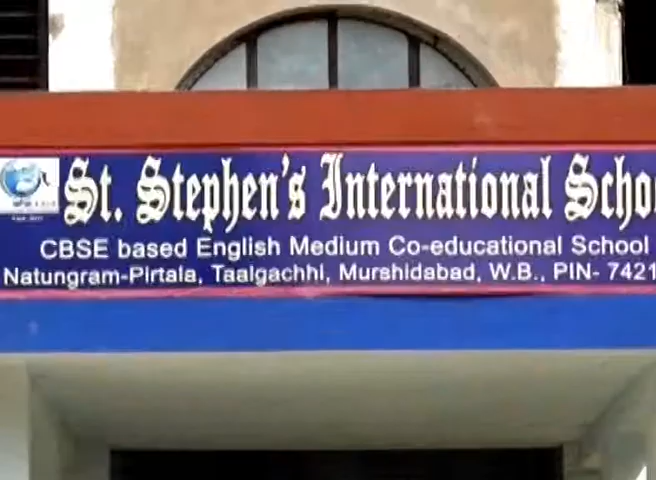 St. Stephen's International Scho
CBSE based English Medium Co-educational School
Natungram-Pirtala, Taalgachhi, Murshidabad, W.B., PIN- 7421